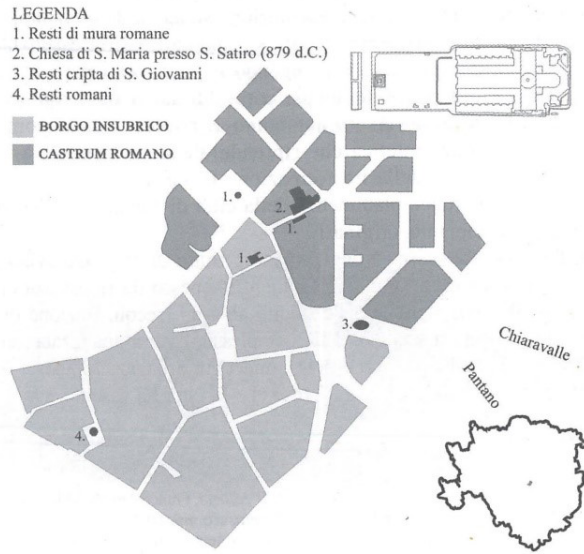 LEGENDA
1. Resti di mura romane
2. Chiesa di S. Maria presso S. Satiro (879 d.C.)
3. Resti cripta di S. Giovanni
4. Resti romani
BORGO INSUBRICO
CASTRUM ROMANO
1.
2.
1.
1.
3.
Chiaravalle
Pantano
4.